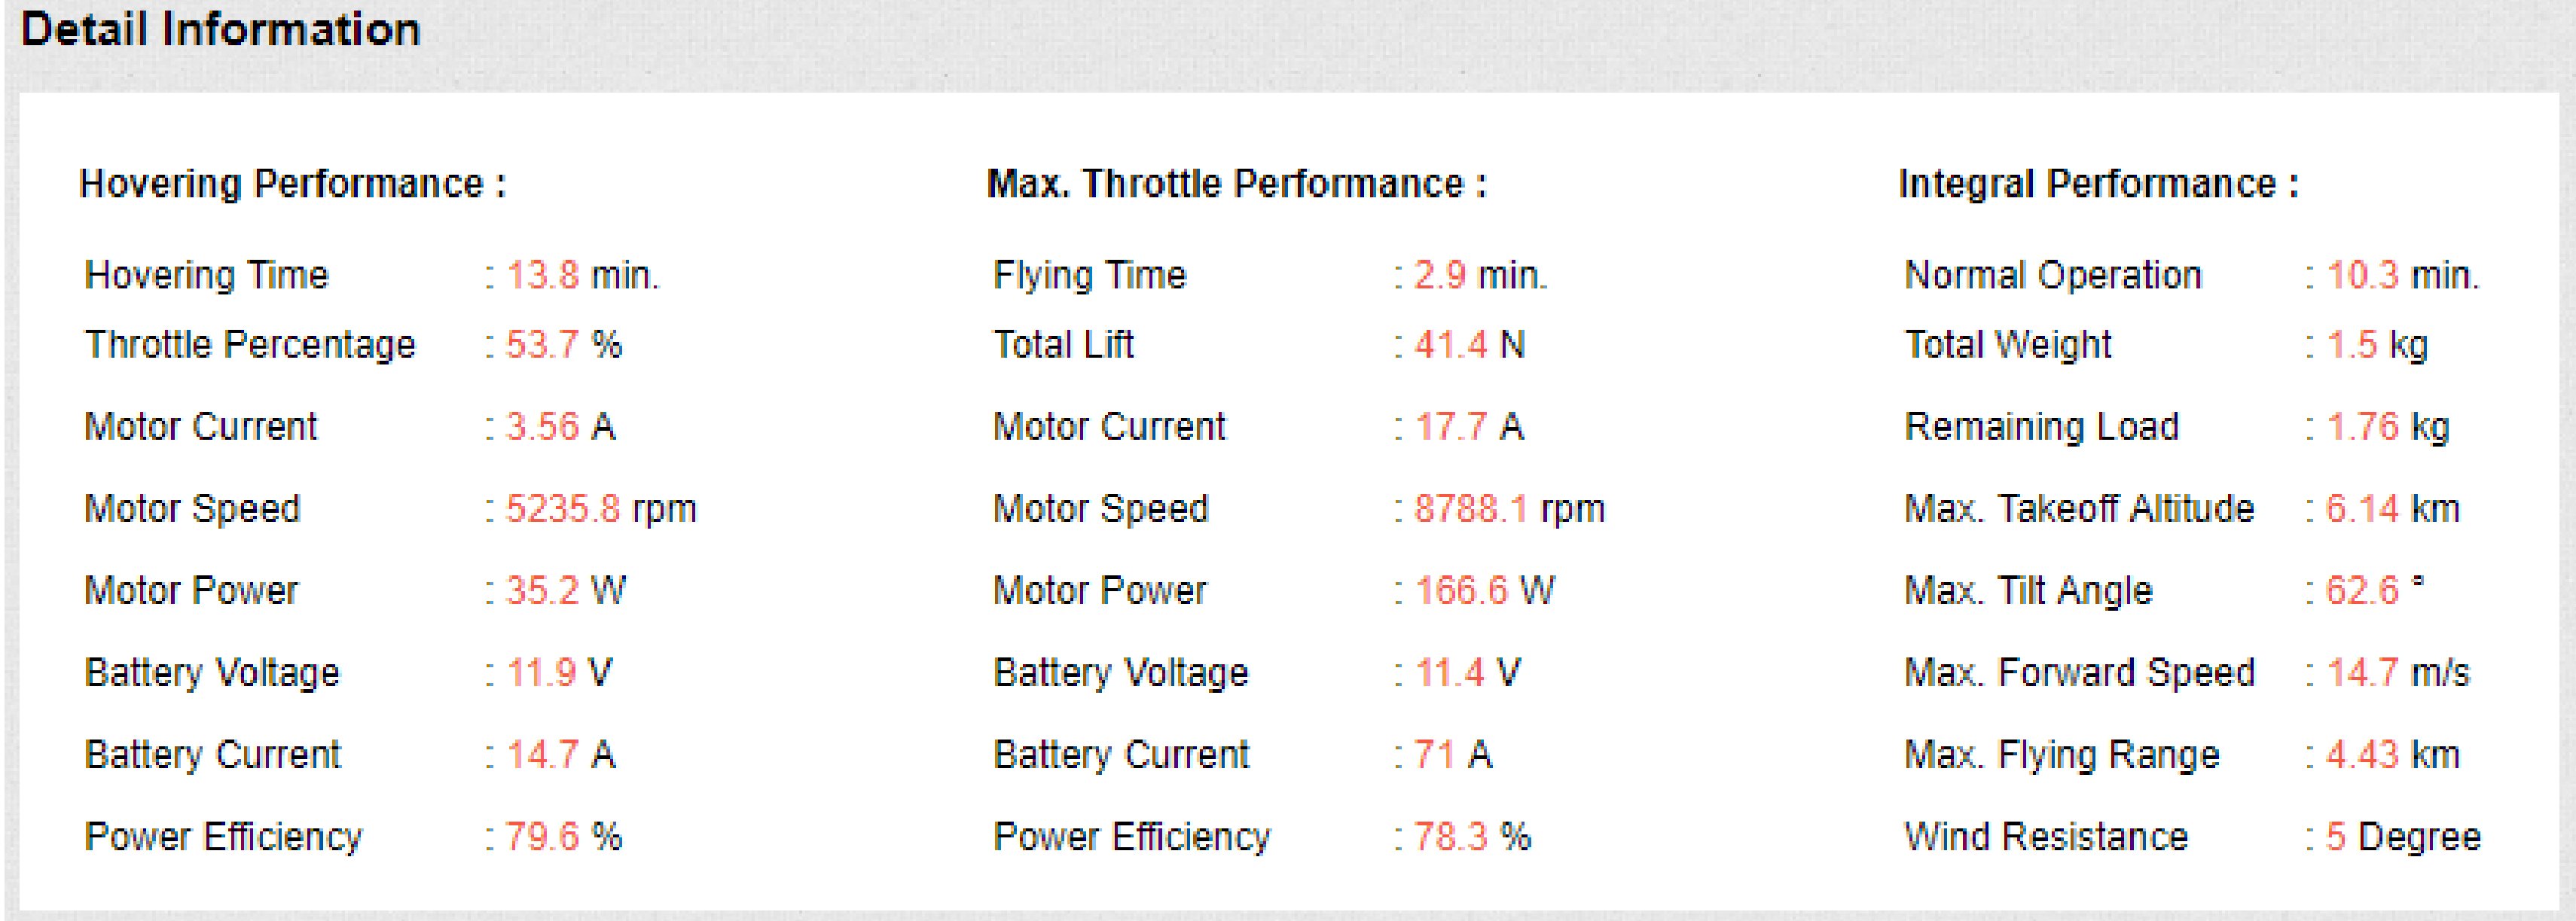 Detail Information
Hovering Performance :
Hovering Time : 13.8 min.
Throttle Percentage : 53.7 %
Motor Current : 3.56 A
Motor Speed : 5235.8 rpm
Motor Power : 35.2 W
Battery Voltage : 11.9 V
Battery Current : 14.7 A
Power Efficiency : 79.6 %
Max. Throttle Performance :
Flying Time : 2.9 min.
Total Lift : 41.4 N
Motor Current : 17.7 A
Motor Speed : 8788.1 rpm
Motor Power : 166.6 W
Battery Voltage : 11.4 V
Battery Current : 71 A
Power Efficiency : 78.3 %
Integral Performance :
Normal Operation : 10.3 min.
Total Weight : 1.5 kg
Remaining Load : 1.76 kg
Max. Takeoff Altitude : 6.14 km
Max. Tilt Angle : 62.6 °
Max. Forward Speed : 14.7 m/s
Max. Flying Range : 4.43 km
Wind Resistance : 5 Degree